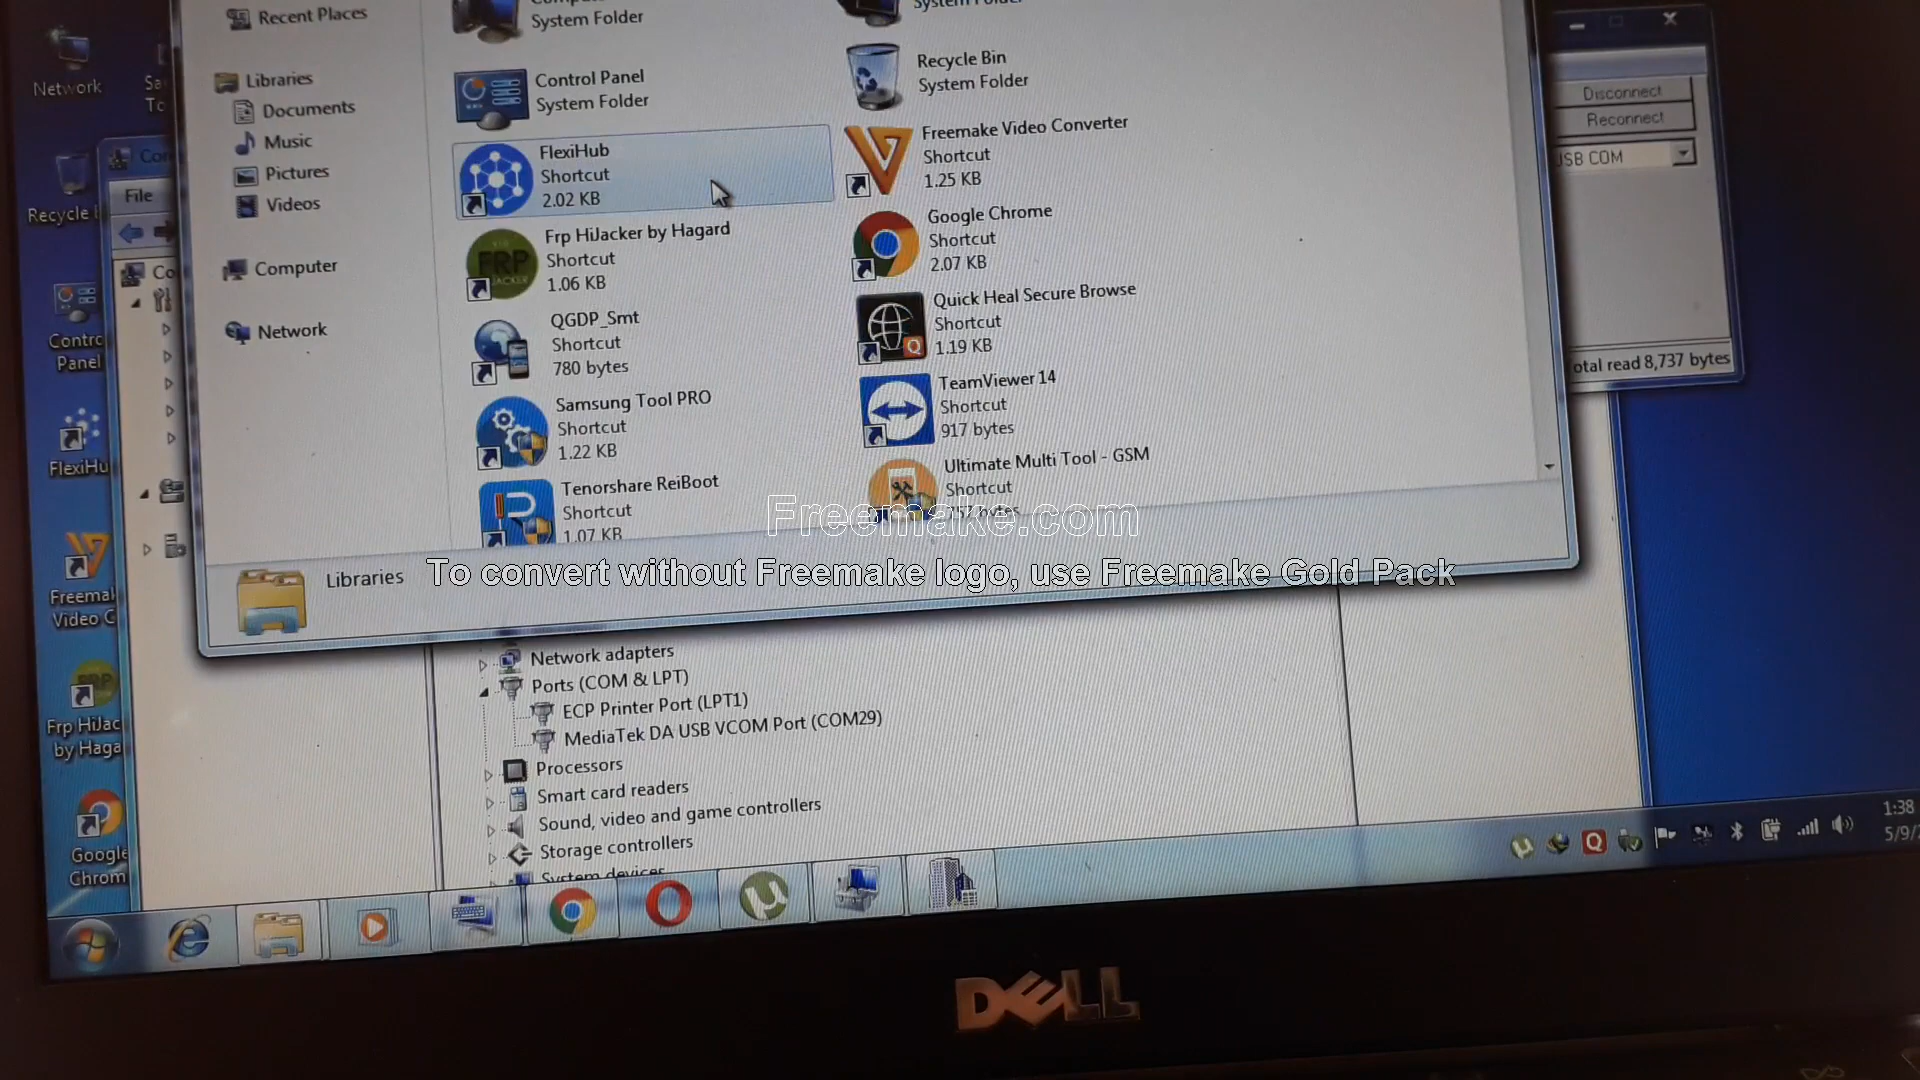 Network
Recycle
Control
Panel
FlexiHu
Freemak
Video C
Frp HiJac
by Haga
Google
Chrom
File
Recent Places
Libraries
Documents
Music
Pictures
Videos
Computer
Network
System Folder
Control Panel
System Folder
FlexiHub
Shortcut
2.02 KB
Frp HiJacker by Hagard
Shortcut
1.06 KB
QGDP_Smt
Shortcut
780 bytes
Samsung Tool PRO
Shortcut
1.22 KB
Tenorshare ReiBoot
Shortcut
1.07 KB
System Folder
Recycle Bin
System Folder
Freemake Video Converter
Shortcut
1.25 KB
Google Chrome
Shortcut
2.07 KB
Quick Heal Secure Browse
Shortcut
1.19 KB
TeamViewer 14
Shortcut
917 bytes
Ultimate Multi Tool - GSM
Shortcut
757 bytes
Disconnect
Reconnect
USB COM
otal read 8,737 bytes
Freemake.com
To convert without Freemake logo, use Freemake Gold Pack
Libraries
Network adapters
Ports (COM & LPT)
ECP Printer Port (LPT1)
MediaTek DA USB VCOM Port (COM29)
Processors
Smart card readers
Sound, video and game controllers
Storage controllers
System devices
1:38
5/9/2
DELL